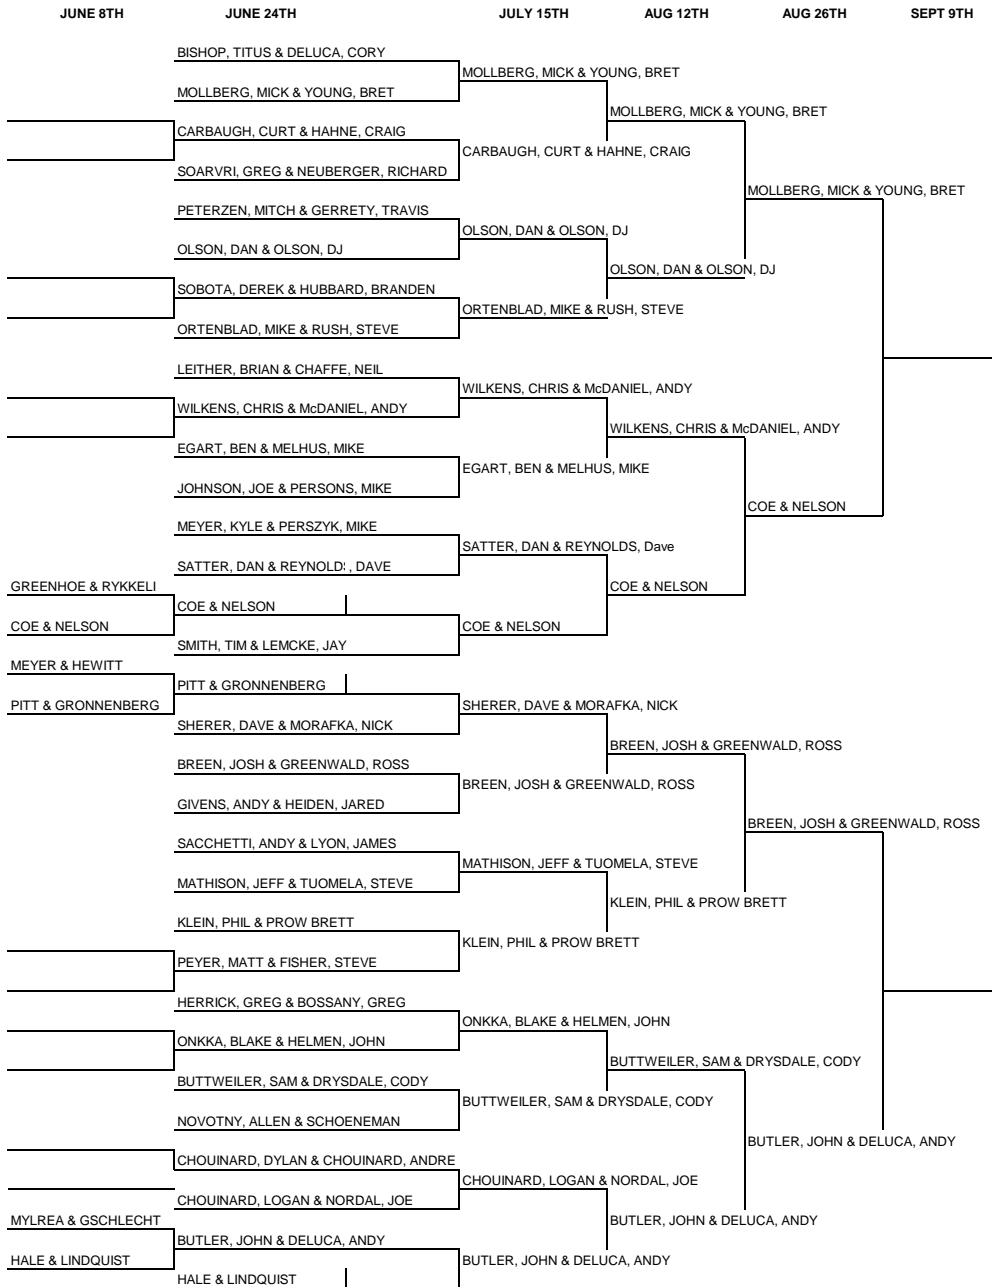 JUNE 8TH JUNE 24TH JULY 15TH AUG 12TH AUG 26TH SEPT 9TH
BISHOP, TITUS & DELUCA, CORY
MOLLBERG, MICK & YOUNG, BRET
MOLLBERG, MICK & YOUNG, BRET
MOLLBERG, MICK & YOUNG, BRET
CARBAUGH, CURT & HAHNE, CRAIG
CARBAUGH, CURT & HAHNE, CRAIG
SOARVRI, GREG & NEUBERGER, RICHARD
MOLLBERG, MICK & YOUNG, BRET
PETERZEN, MITCH & GERRETY, TRAVIS
OLSON, DAN & OLSON, DJ
OLSON, DAN & OLSON, DJ
OLSON, DAN & OLSON, DJ
SOBOTA, DEREK & HUBBARD, BRANDEN
ORTENBLAD, MIKE & RUSH, STEVE
ORTENBLAD, MIKE & RUSH, STEVE
LEITHER, BRIAN & CHAFFE, NEIL
WILKENS, CHRIS & McDANIEL, ANDY
WILKENS, CHRIS & McDANIEL, ANDY
WILKENS, CHRIS & McDANIEL, ANDY
EGART, BEN & MELHUS, MIKE
EGART, BEN & MELHUS, MIKE
JOHNSON, JOE & PERSONS, MIKE
COE & NELSON
MEYER, KYLE & PERSZYK, MIKE
SATTER, DAN & REYNOLDS, Dave
SATTER, DAN & REYNOLD: , DAVE
GREENHOE & RYKKELI
COE & NELSON
COE & NELSON
COE & NELSON
COE & NELSON
SMITH, TIM & LEMCKE, JAY
MEYER & HEWITT
PITT & GRONNENBERG
PITT & GRONNENBERG
SHERER, DAVE & MORAFKA, NICK
SHERER, DAVE & MORAFKA, NICK
BREEN, JOSH & GREENWALD, ROSS
BREEN, JOSH & GREENWALD, ROSS
BREEN, JOSH & GREENWALD, ROSS
GIVENS, ANDY & HEIDEN, JARED
BREEN, JOSH & GREENWALD, ROSS
SACCHETTI, ANDY & LYON, JAMES
MATHISON, JEFF & TUOMELA, STEVE
MATHISON, JEFF & TUOMELA, STEVE
KLEIN, PHIL & PROW BRETT
KLEIN, PHIL & PROW BRETT
KLEIN, PHIL & PROW BRETT
PEYER, MATT & FISHER, STEVE
HERRICK, GREG & BOSSANY, GREG
ONKKA, BLAKE & HELMEN, JOHN
ONKKA, BLAKE & HELMEN, JOHN
BUTTWEILER, SAM & DRYSDALE, CODY
BUTTWEILER, SAM & DRYSDALE, CODY
BUTTWEILER, SAM & DRYSDALE, CODY
NOVOTNY, ALLEN & SCHOENEMAN
BUTLER, JOHN & DELUCA, ANDY
CHOUINARD, DYLAN & CHOUINARD, ANDRE
CHOUINARD, LOGAN & NORDAL, JOE
CHOUINARD, LOGAN & NORDAL, JOE
MYLREA & GSCHLECHT
BUTLER, JOHN & DELUCA, ANDY
BUTLER, JOHN & DELUCA, ANDY
HALE & LINDQUIST
BUTLER, JOHN & DELUCA, ANDY
HALE & LINDQUIST